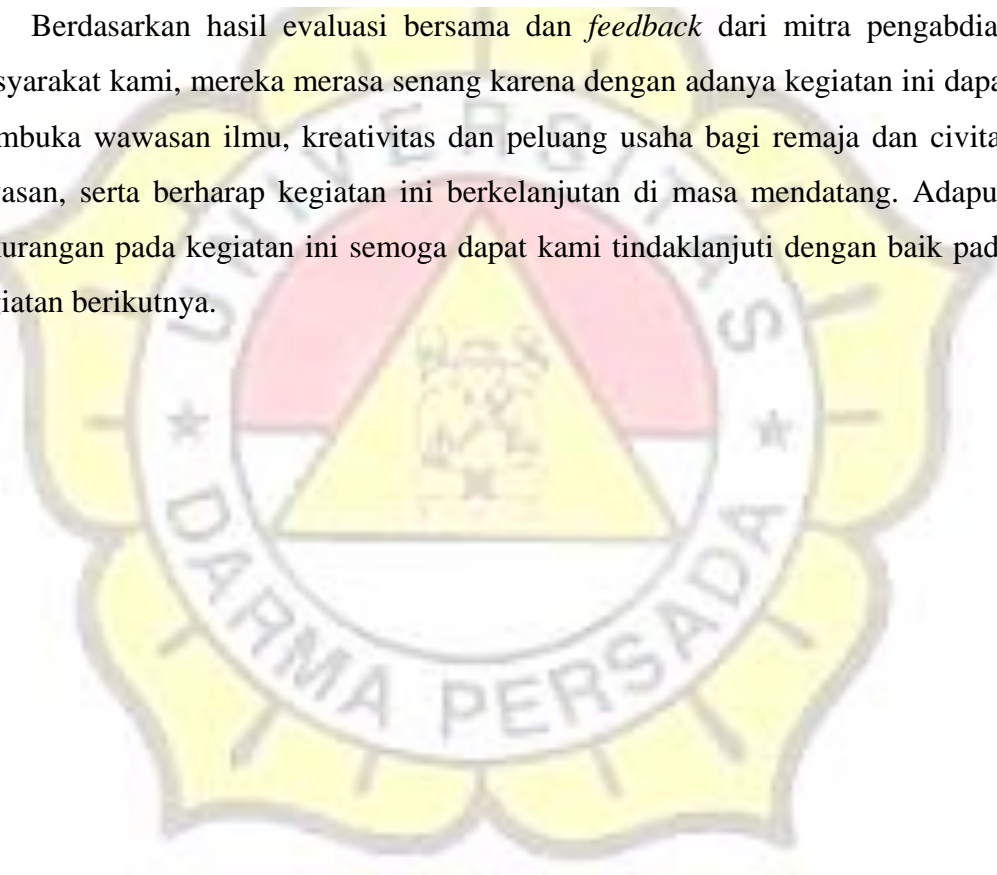 Berdasarkan hasil evaluasi bersama dan feedback dari mitra pengabdia
syarakat kami, mereka merasa senang karena dengan adanya kegiatan ini dapa
mbuka wawasan ilmu, kreativitas dan peluang usaha bagi remaja dan civita
asan, serta berharap kegiatan ini berkelanjutan di masa mendatang. Adapu
urangan pada kegiatan ini semoga dapat kami tindaklanjuti dengan baik pad
iatan berikutnya.
UNIVERSITAS
DARMA PERSADA